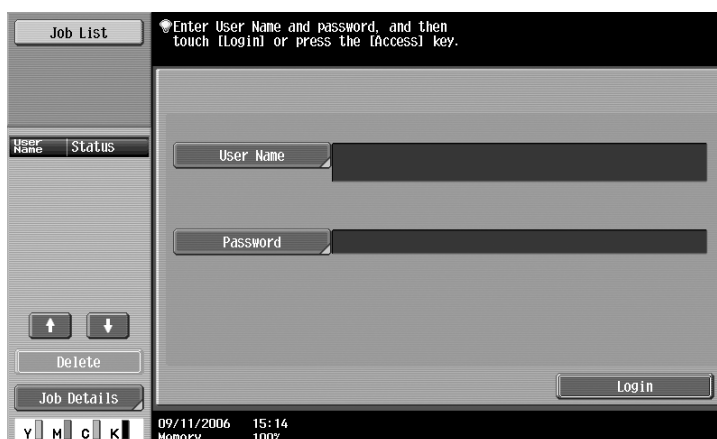 Job List
Enter User Name and password, and then
touch [Login] or press the [Access] key.
User Name
Status
User Name
Password
Delete
Job Details
Login
Y M C K
09/11/2006 15:14
Memory 100%